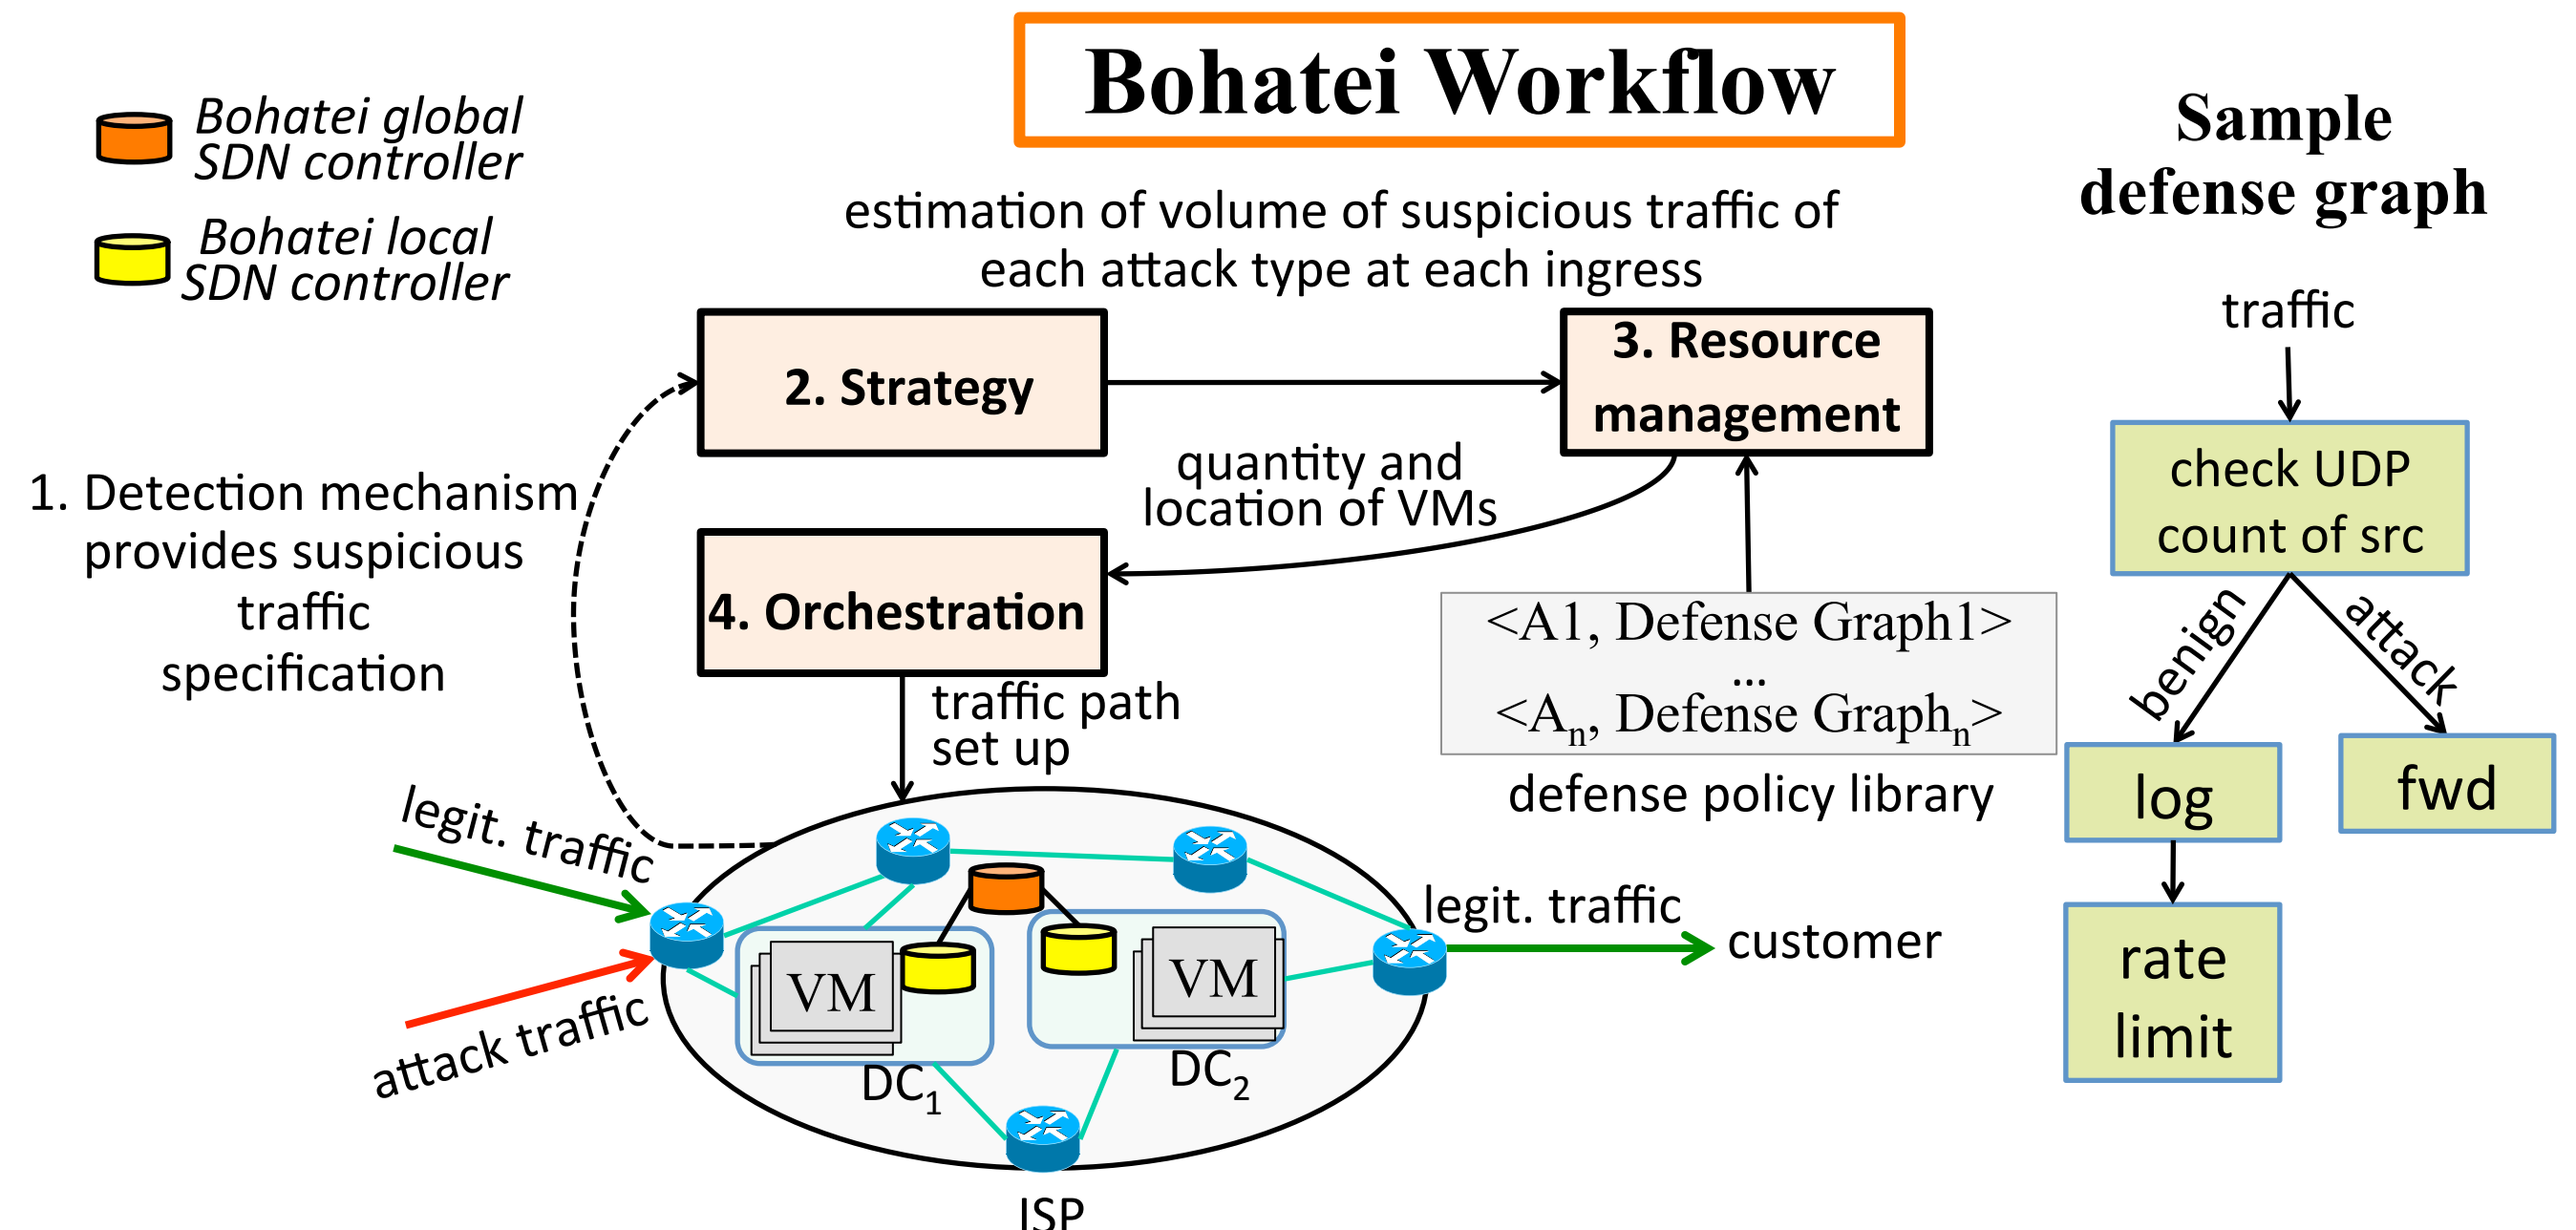 Bohatei Workflow
Bohatei global
SDN controller
Bohatei local
SDN controller
estimation of volume of suspicious traffic of
each attack type at each ingress
2. Strategy
3. Resource
management
1. Detection mechanism
provides suspicious
traffic
specification
quantity and
location of VMs
4. Orchestration
traffic path
set up
<A1, Defense Graph1>
...
<An, Defense Graphn>
defense policy library
legit. traffic
attack traffic
VM
DC1
VM
DC2
ISP
legit. traffic
customer
Sample
defense graph
traffic
check UDP
count of src
benign
attack
log
fwd
rate
limit